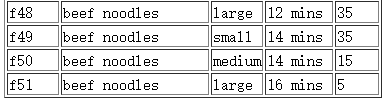 f48 beef noodles large 12 mins 35
f49 beef noodles small 14 mins 35
f50 beef noodles medium 14 mins 15
f51 beef noodles large 16 mins 5